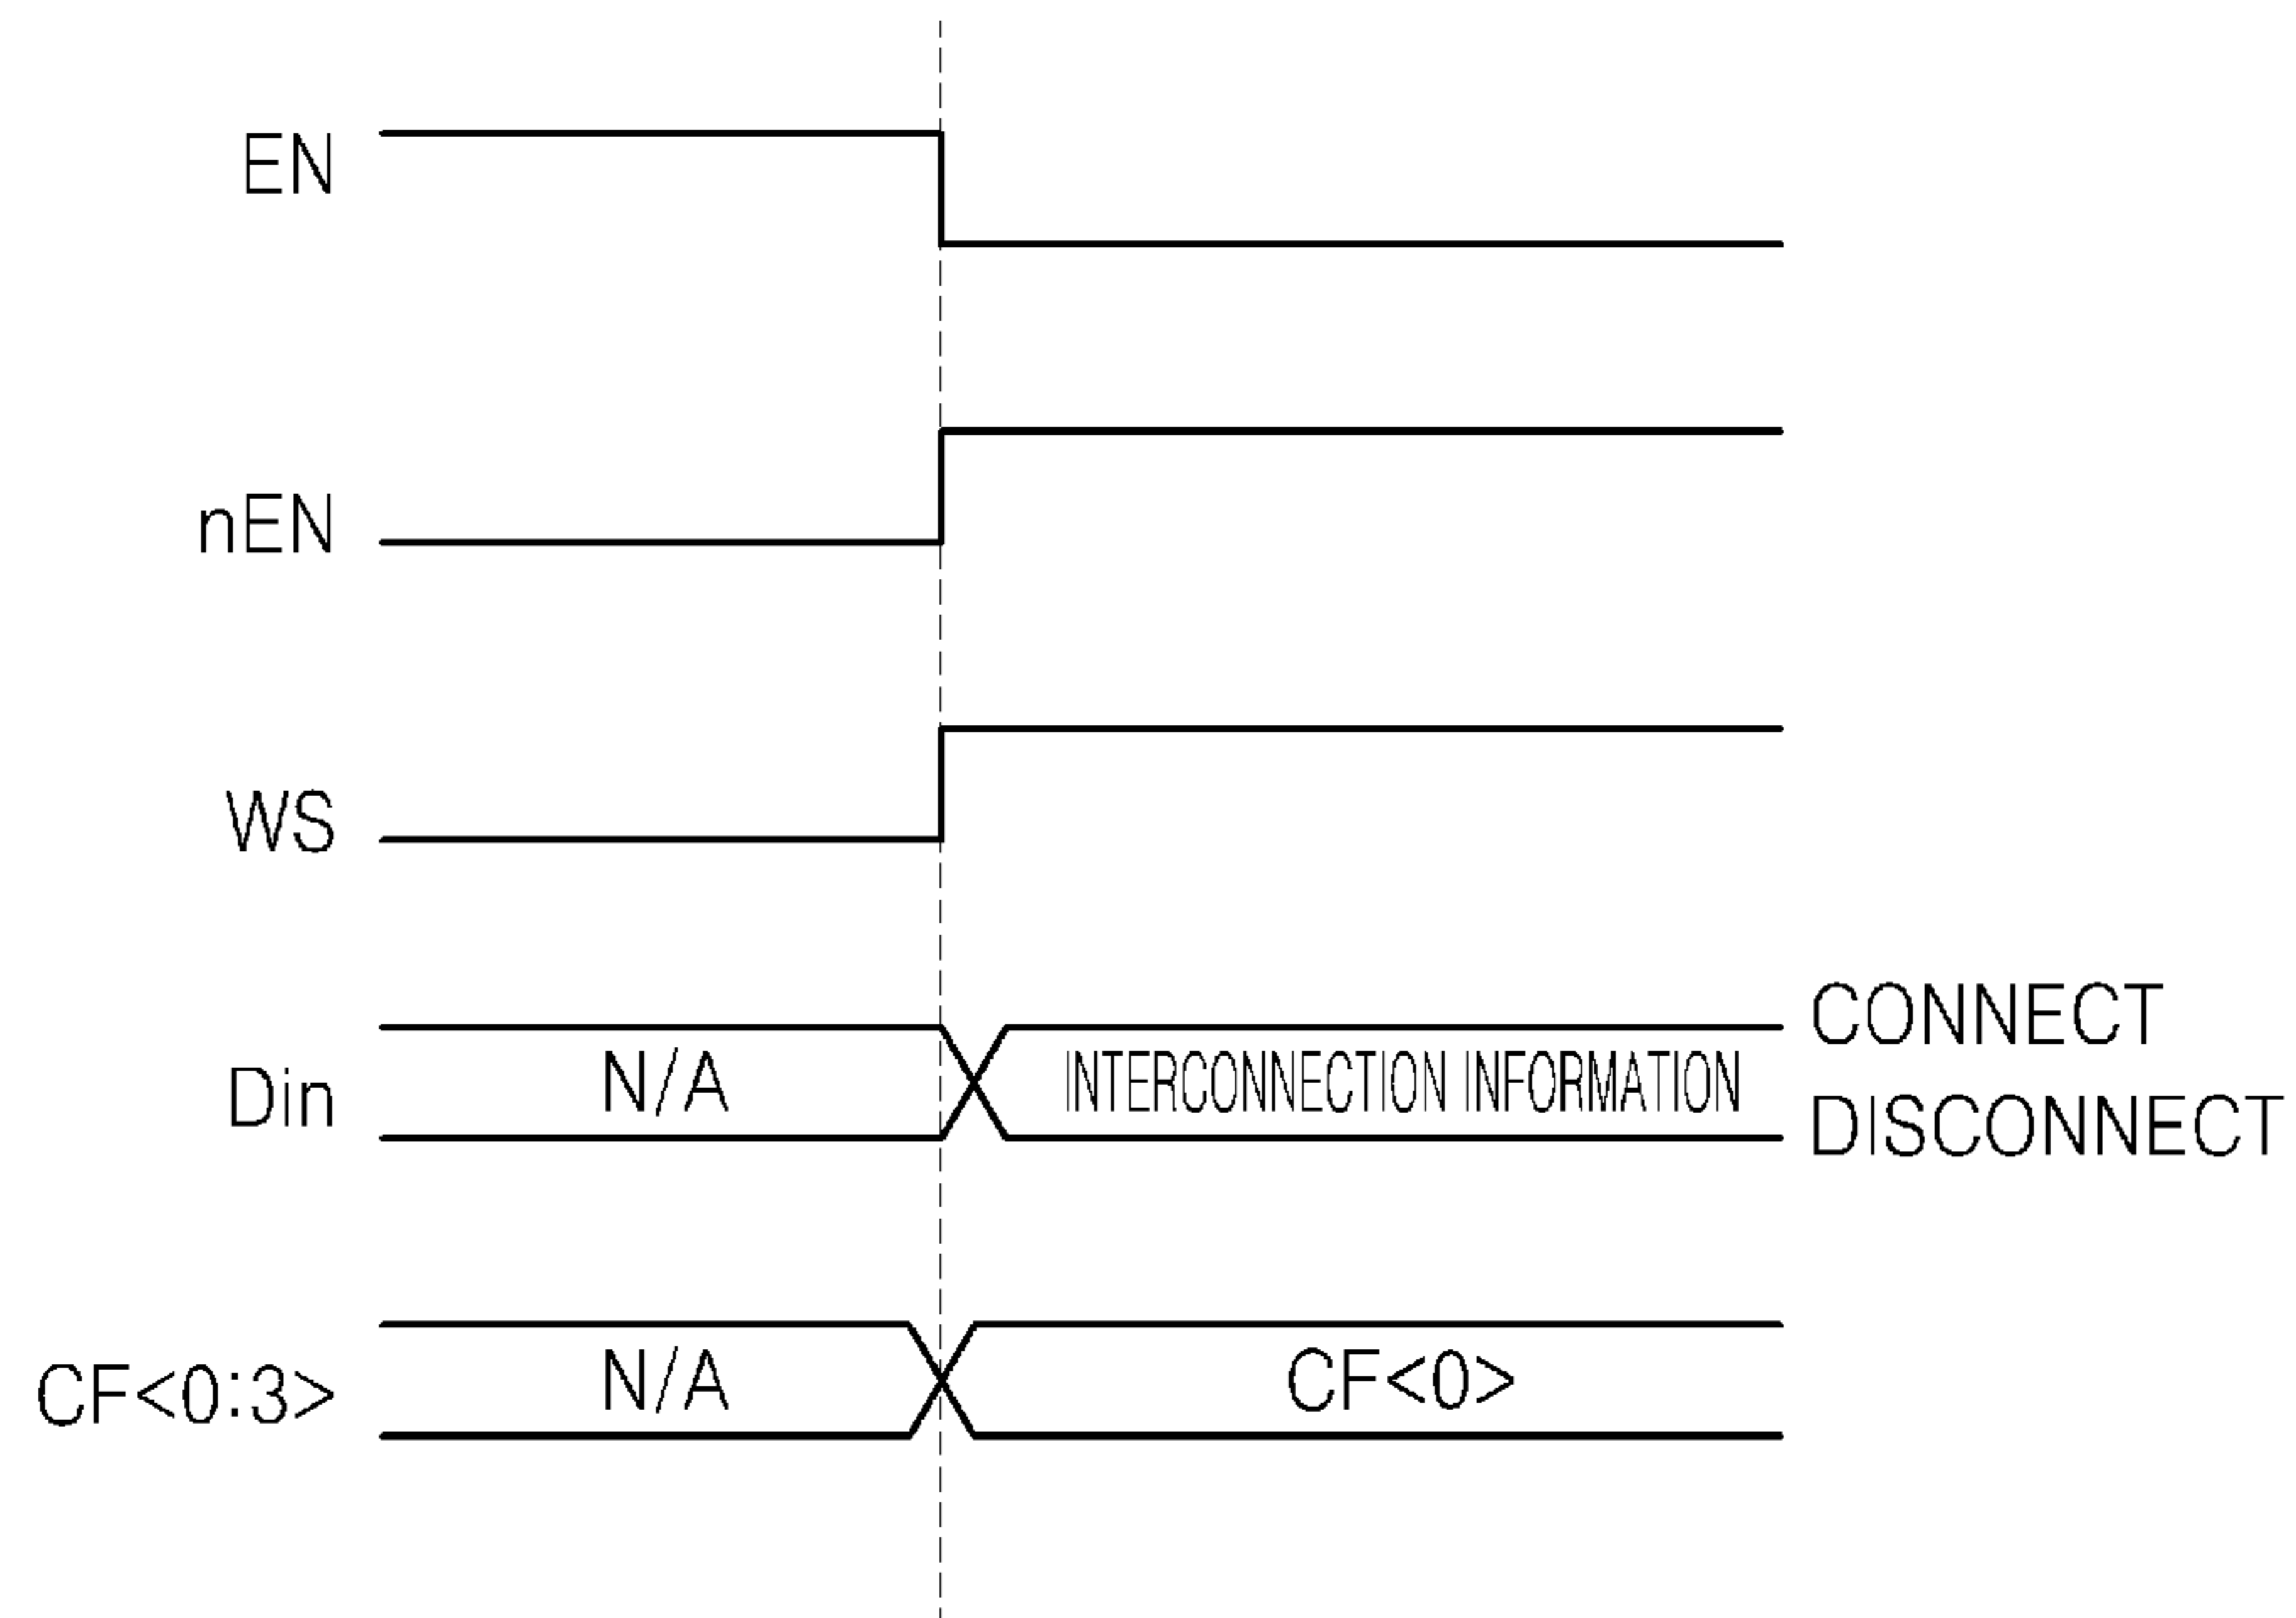 EN
nEN
WS
CONNECT
Din N/A INTERCONNECTION INFORMATION
DISCONNECT
CF<0:3> N/A CF<0>